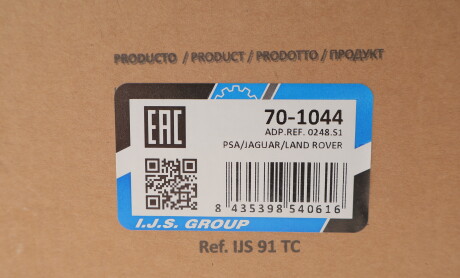 PRODUCTO / PRODUCT / PRODOTTO / ПРОДУКТ
EAC
70-1044
ADP.REF. 0248.S1
PSA/JAGUAR/LAND ROVER
8 435398 540616
I.J.S. GROUP
Ref. IJS 91 TC